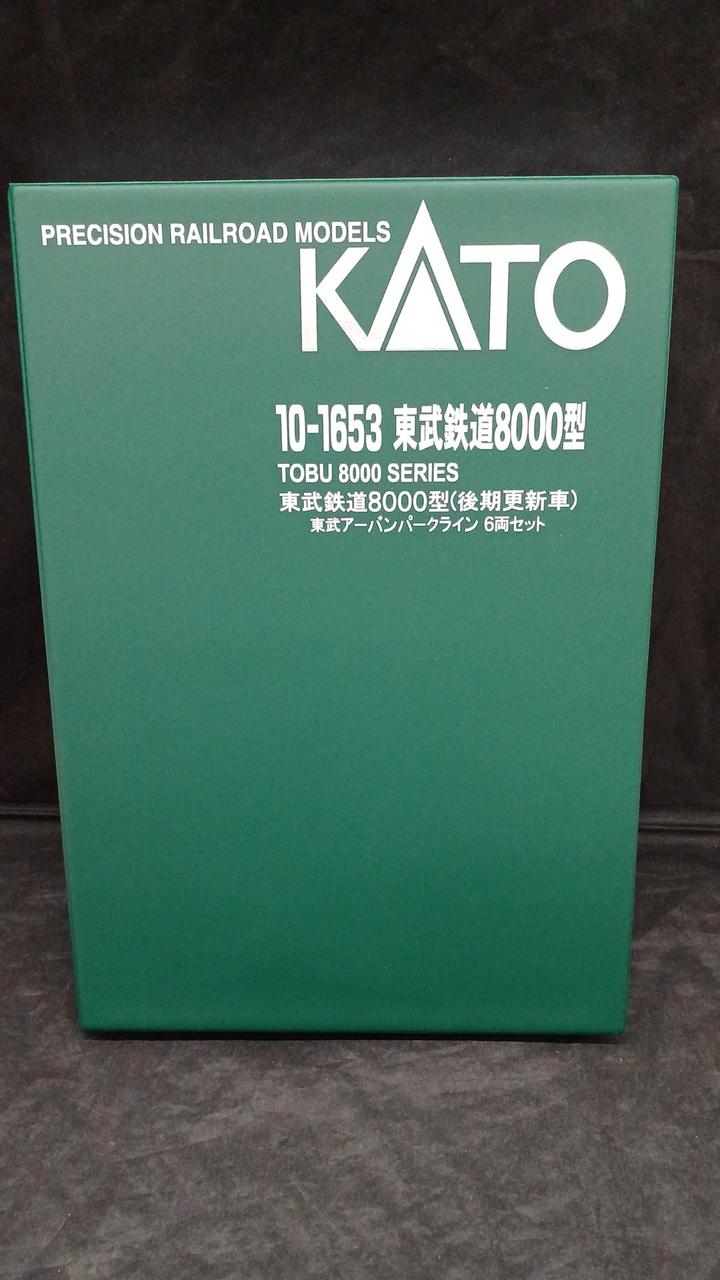 PRECISION RAILROAD MODELS
KATO
10-1653 東武鉄道8000型
TOBU 8000 SERIES
東武鉄道8000型(後期更新車)
東武アーバンパークライン 6両セット